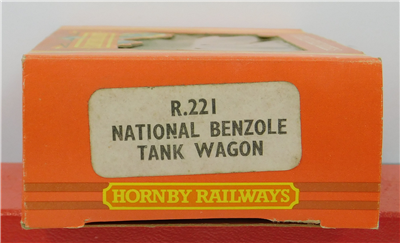 R.221
NATIONAL BENZOLE
TANK WAGON
HORNBY RAILWAYS